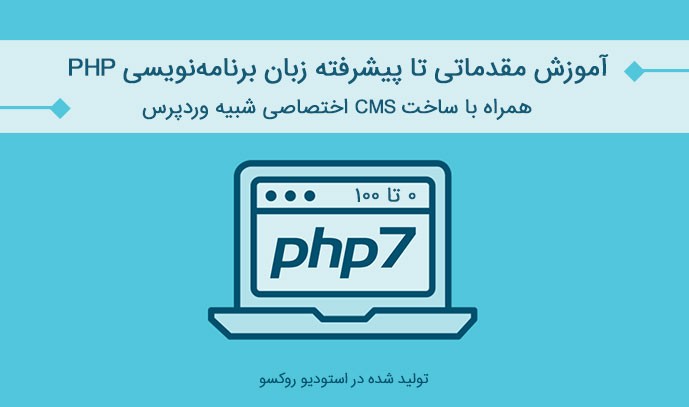 آموزش مقدماتی تا پیشرفته زبان برنامه‌نویسی PHP
همراه با ساخت CMS اختصاصی شبیه وردپرس
۰ تا ۱۰۰
php7
تولید شده در استودیو روکسو